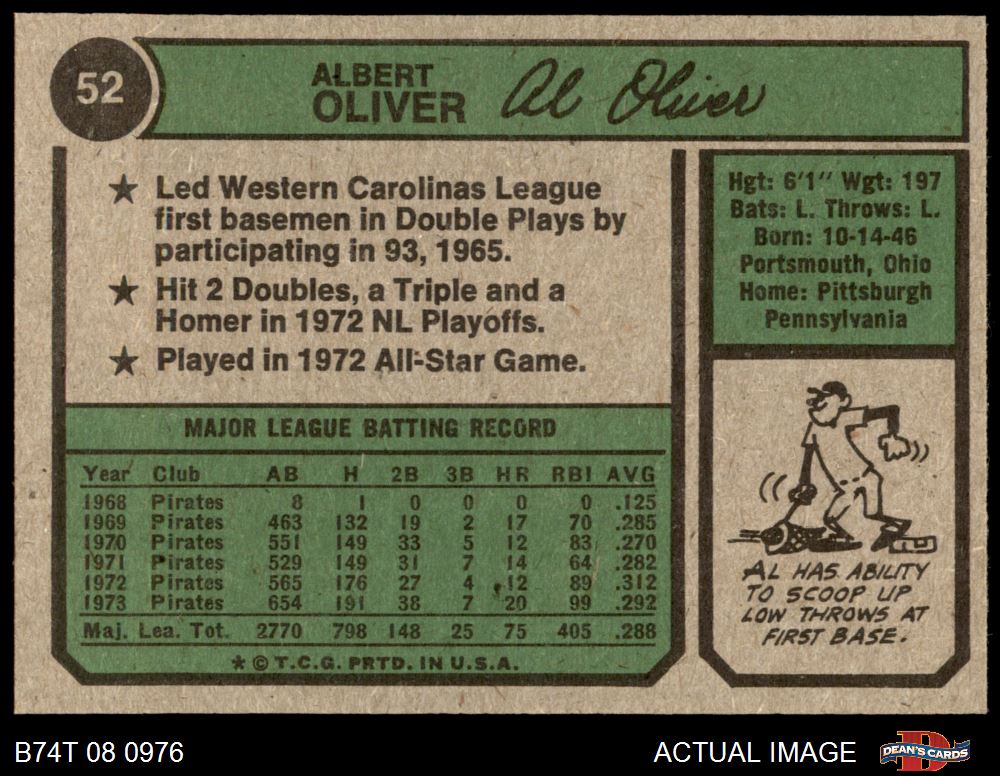 52
ALBERT
OLIVER
Al Oliver
★ Led Western Carolinas League
first basemen in Double Plays by
participating in 93, 1965.
★ Hit 2 Doubles, a Triple and a
Homer in 1972 NL Playoffs.
★ Played in 1972 All-Star Game.
Hgt: 6'1" Wgt: 197
Bats: L. Throws: L.
Born: 10-14-46
Portsmouth, Ohio
Home: Pittsburgh
Pennsylvania
MAJOR LEAGUE BATTING RECORD
Year Club AB H 2B 3B HR RBI AVG
1968 Pirates 8 1 0 0 0 0 .125
1969 Pirates 463 132 19 2 17 70 .285
1970 Pirates 551 149 33 5 12 83 .270
1971 Pirates 529 149 31 7 14 64 .282
1972 Pirates 565 176 27 4 12 89 .312
1973 Pirates 654 191 38 7 20 99 .292
Maj. Lea. Tot. 2770 798 148 25 75 405 .288
★ © T.C.G. PRTD. IN U.S.A.
AL HAS ABILITY
TO SCOOP UP
LOW THROWS AT
FIRST BASE.
B74T 08 0976
ACTUAL IMAGE
DEAN'S CARDS